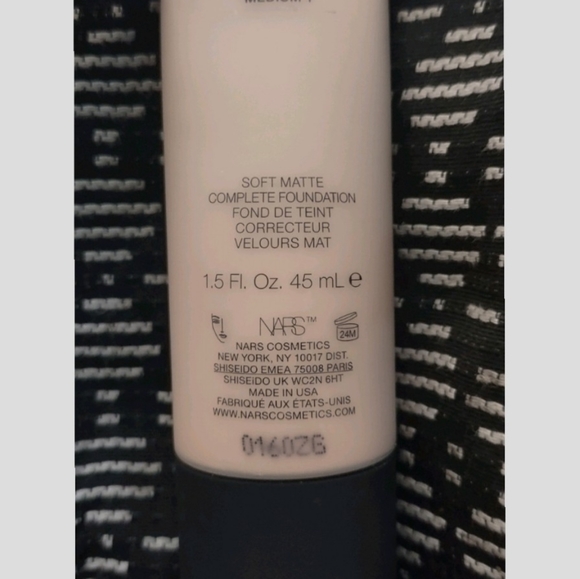 SOFT MATTE
COMPLETE FOUNDATION
FOND DE TEINT
CORRECTEUR
VELOURS MAT
1.5 Fl. Oz. 45 mL ℮
NARS™
24M
NARS COSMETICS
NEW YORK, NY 10017 DIST.
SHISEIDO EMEA 75008 PARIS
SHISEIDO UK WC2N 6HT
MADE IN USA
FABRIQUÉ AUX ÉTATS-UNIS
WWW.NARSCOSMETICS.COM